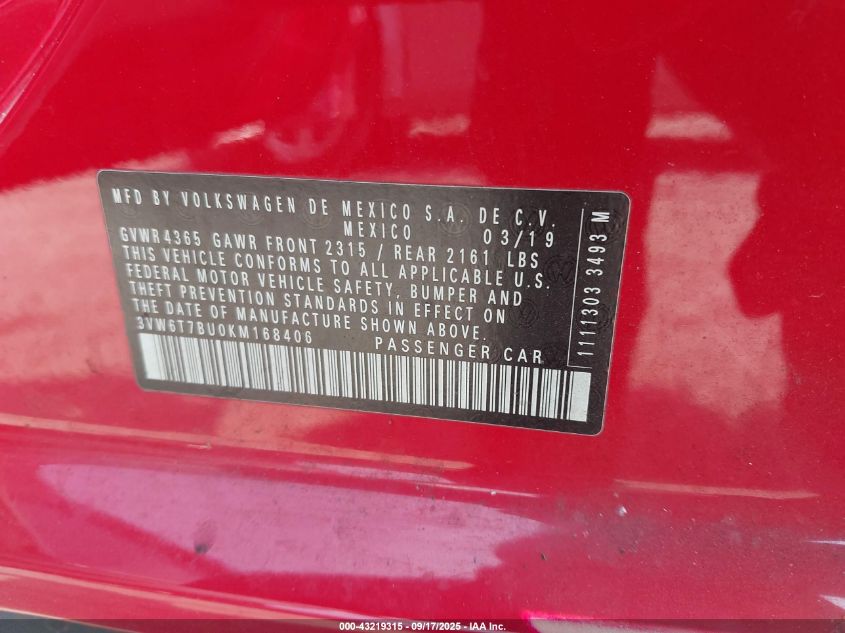 MFD BY VOLKSWAGEN DE MEXICO S.A. DE C.V.
MEXICO 03/19
GVWR 4365 GAWR FRONT 2315 / REAR 2161 LBS
THIS VEHICLE CONFORMS TO ALL APPLICABLE U.S.
FEDERAL MOTOR VEHICLE SAFETY, BUMPER AND
THEFT PREVENTION STANDARDS IN EFFECT ON
THE DATE OF MANUFACTURE SHOWN ABOVE.
3VW6T7BU0KM168406 PASSENGER CAR
1111303 3493 M
000-43219315 - 09/17/2025 - IAA Inc.